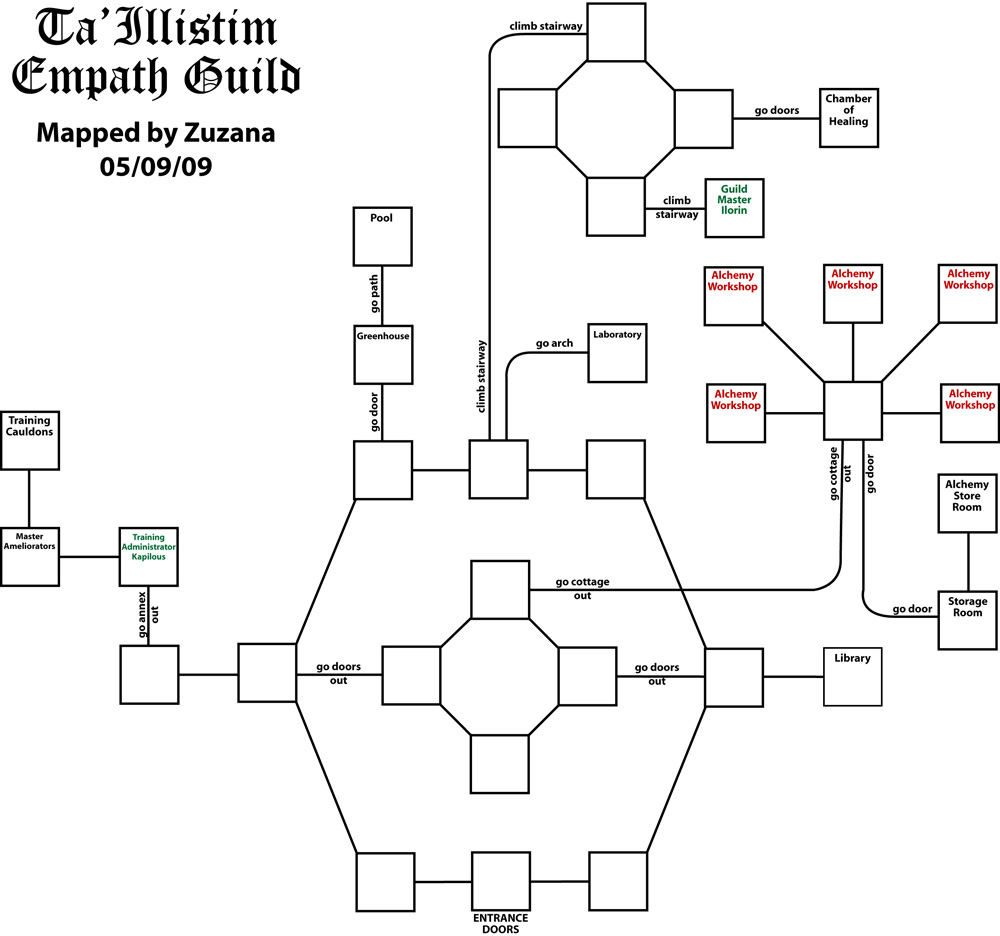 Ta'Illistim
Empath Guild
Mapped by Zuzana
05/09/09
climb stairway
go doors
Chamber
of
Healing
climb
stairway
Guild
Master
Ilorin
Pool
go path
Greenhouse
go door
climb stairway
go arch
Laboratory
Alchemy
Workshop
Alchemy
Workshop
Alchemy
Workshop
Alchemy
Workshop
Alchemy
Workshop
go cottage
out
go door
Alchemy
Store
Room
go door
Storage
Room
Training
Cauldons
Master
Ameliorators
Training
Administrator
Kapilous
go annex
out
go cottage
out
go doors
out
go doors
out
Library
ENTRANCE
DOORS